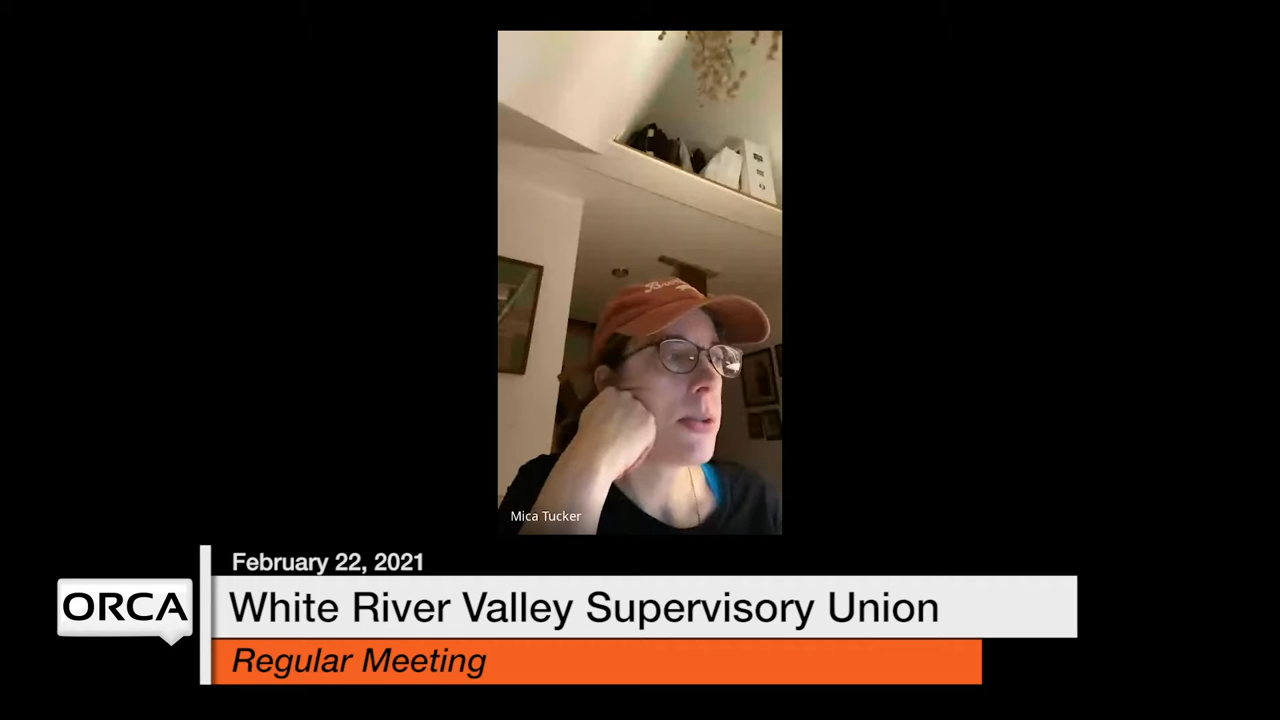 Mica Tucker
February 22, 2021
ORCA
White River Valley Supervisory Union
Regular Meeting